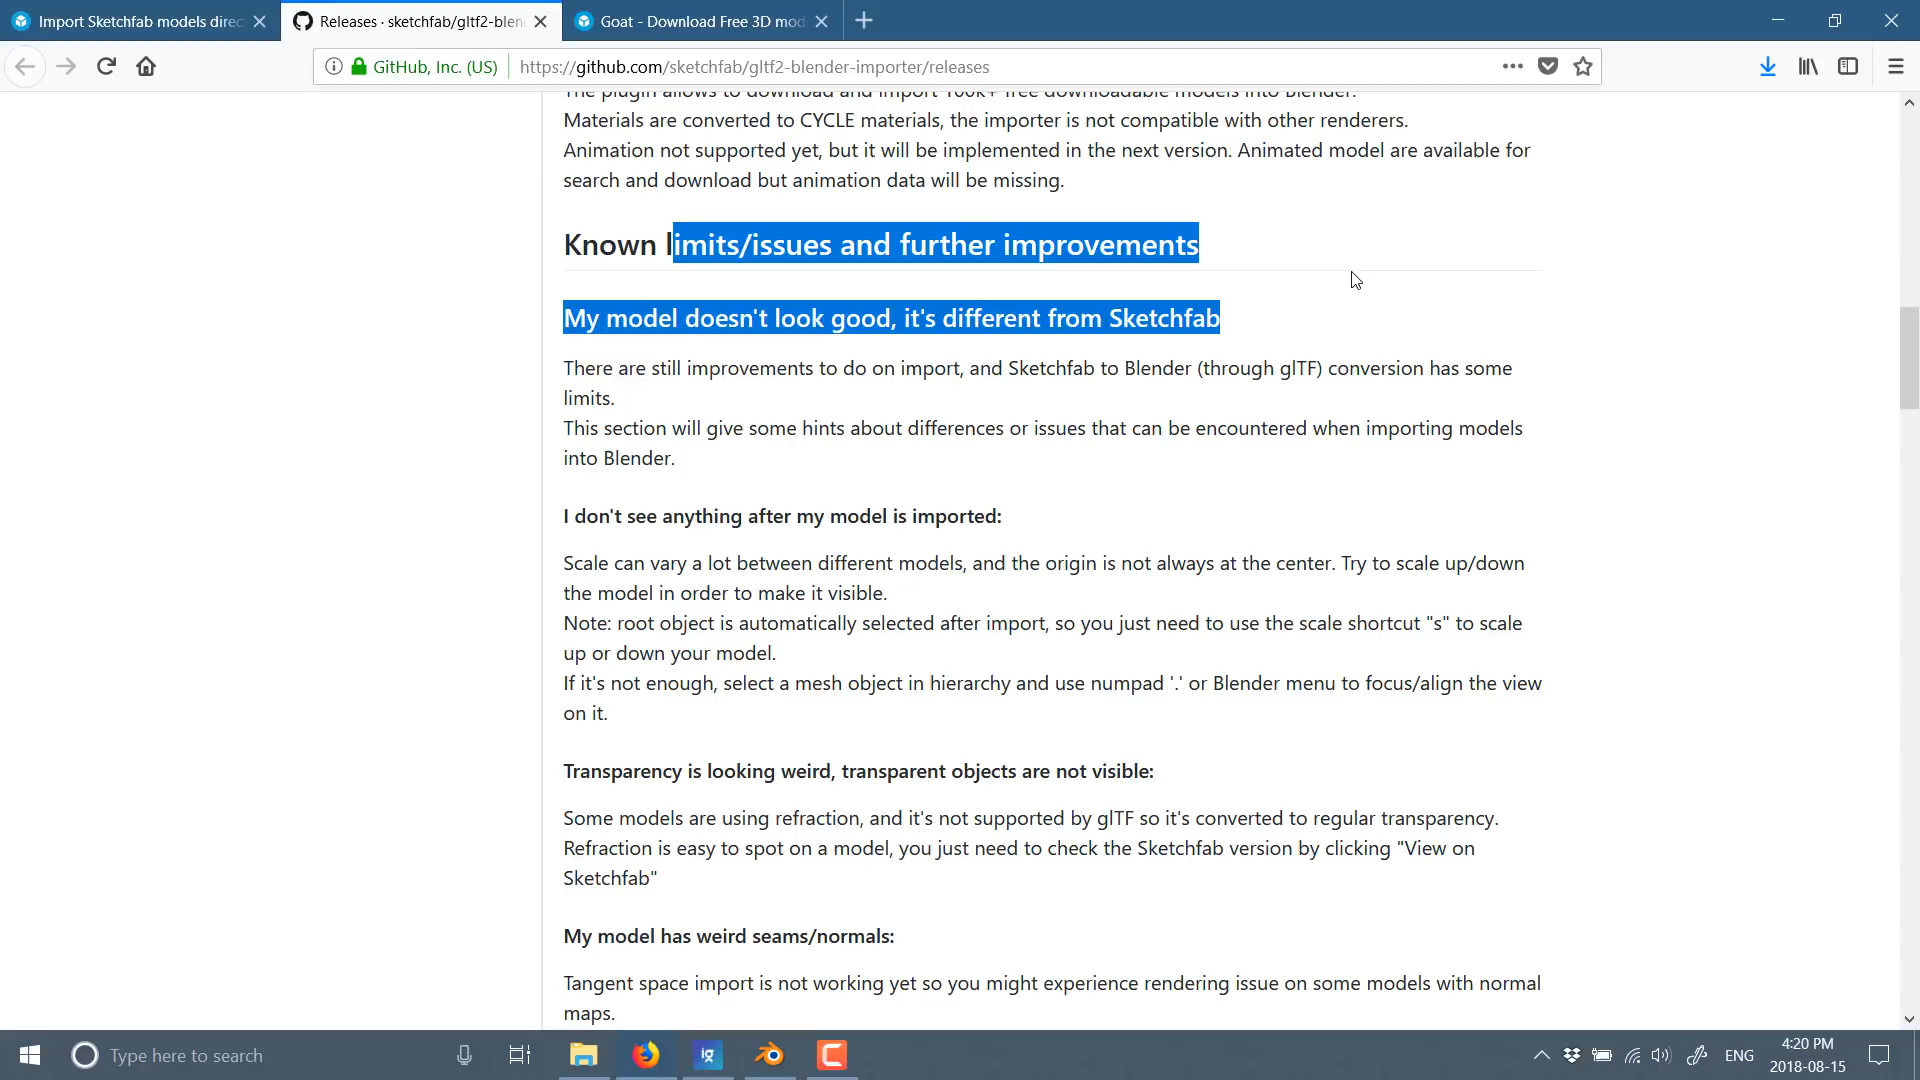 Import Sketchfab models direc
Releases · sketchfab/gltf2-blen
Goat - Download Free 3D mod
GitHub, Inc. (US)
https://github.com/sketchfab/gltf2-blender-importer/releases
The plugin allows to download and import 100k+ free downloadable models into Blender.
Materials are converted to CYCLE materials, the importer is not compatible with other renderers.
Animation not supported yet, but it will be implemented in the next version. Animated model are available for
search and download but animation data will be missing.
Known limits/issues and further improvements
My model doesn't look good, it's different from Sketchfab
There are still improvements to do on import, and Sketchfab to Blender (through glTF) conversion has some
limits.
This section will give some hints about differences or issues that can be encountered when importing models
into Blender.
I don't see anything after my model is imported:
Scale can vary a lot between different models, and the origin is not always at the center. Try to scale up/down
the model in order to make it visible.
Note: root object is automatically selected after import, so you just need to use the scale shortcut "s" to scale
up or down your model.
If it's not enough, select a mesh object in hierarchy and use numpad '.' or Blender menu to focus/align the view
on it.
Transparency is looking weird, transparent objects are not visible:
Some models are using refraction, and it's not supported by glTF so it's converted to regular transparency.
Refraction is easy to spot on a model, you just need to check the Sketchfab version by clicking "View on
Sketchfab"
My model has weird seams/normals:
Tangent space import is not working yet so you might experience rendering issue on some models with normal
maps.
Type here to search
ig
ENG
4:20 PM
2018-08-15